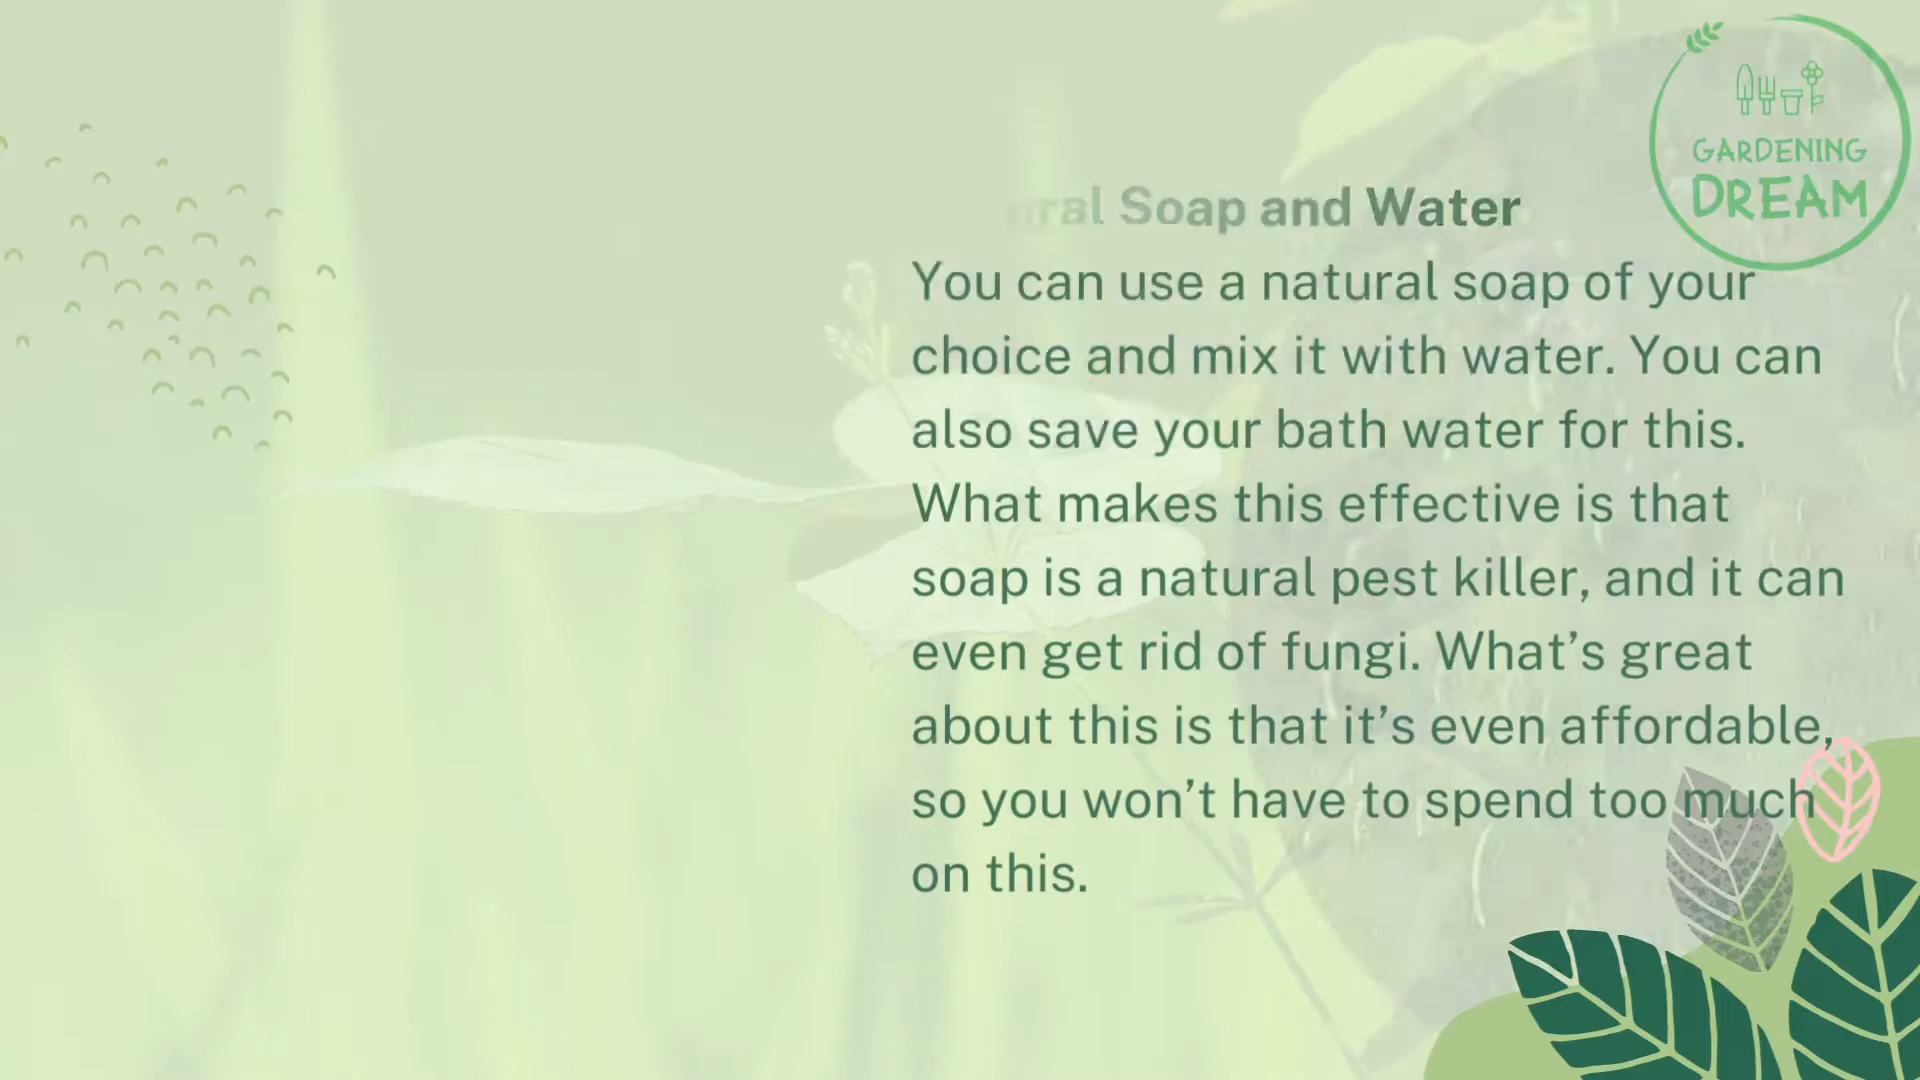 Soap and Water
You can use a natural soap of your
choice and mix it with water. You can
also save your bath water for this.
What makes this effective is that
soap is a natural pest killer, and it can
even get rid of fungi. What’s great
about this is that it’s even affordable,
so you won’t have to spend too much
on this.
GARDENING
DREAM